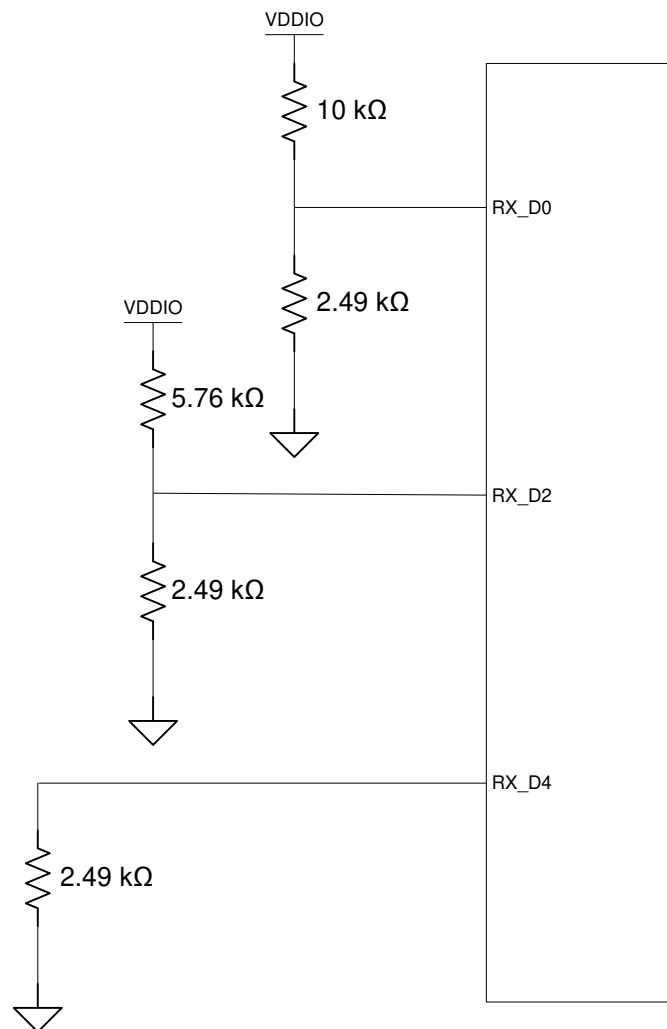 VDDIO
10 kΩ
RX_D0
2.49 kΩ
VDDIO
5.76 kΩ
RX_D2
2.49 kΩ
RX_D4
2.49 kΩ